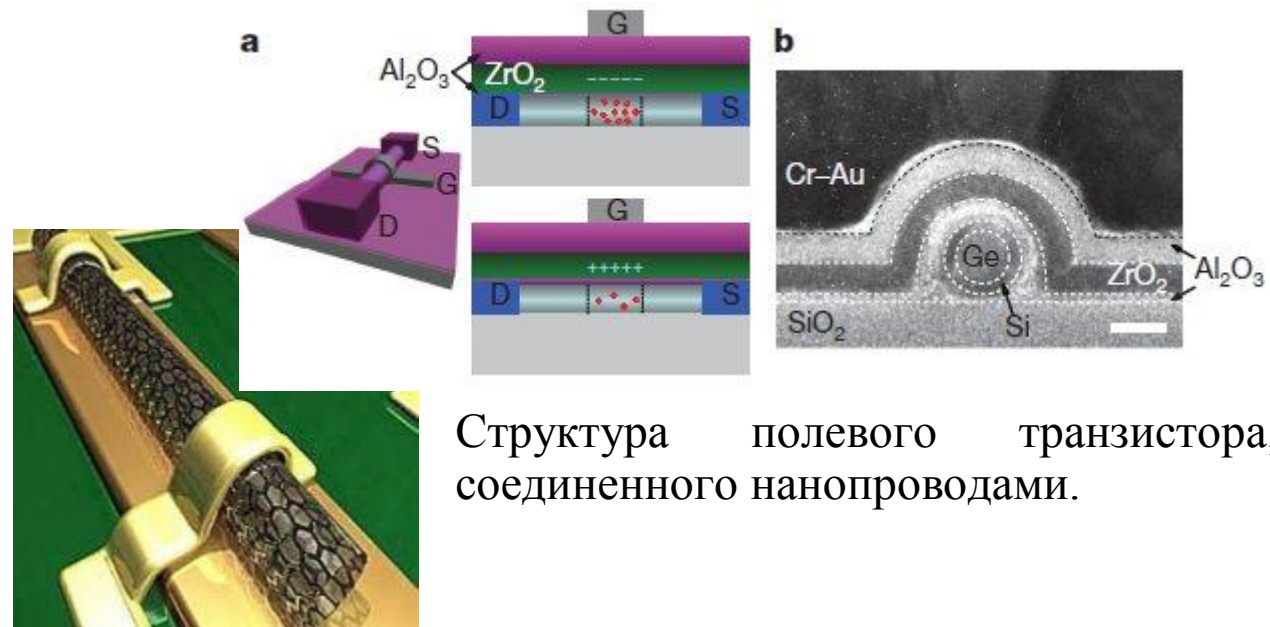 a
G
Al₂O₃
ZrO₂
-----
D
S
S
G
D
G
+++++
D
S
b
Cr–Au
Ge
Al₂O₃
ZrO₂
SiO₂
Si
Структура полевого транзистора,
соединенного нанопроводами.